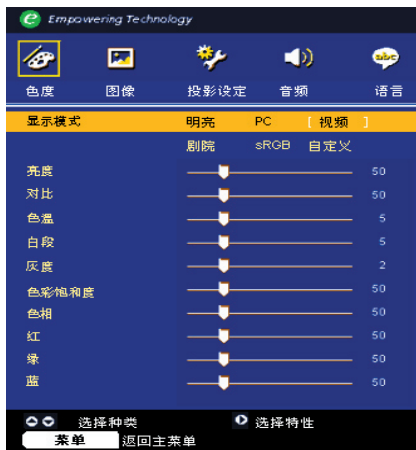 e Empowering Technology
abc
色度 图像 投影设定 音频 语言
显示模式 明亮 PC [ 视频 ]
剧院 sRGB 自定义
亮度 50
对比 50
色温 5
白段 5
灰度 2
色彩饱和度 50
色相 50
红 50
绿 50
蓝 50
选择种类 选择特性
菜单 返回主菜单